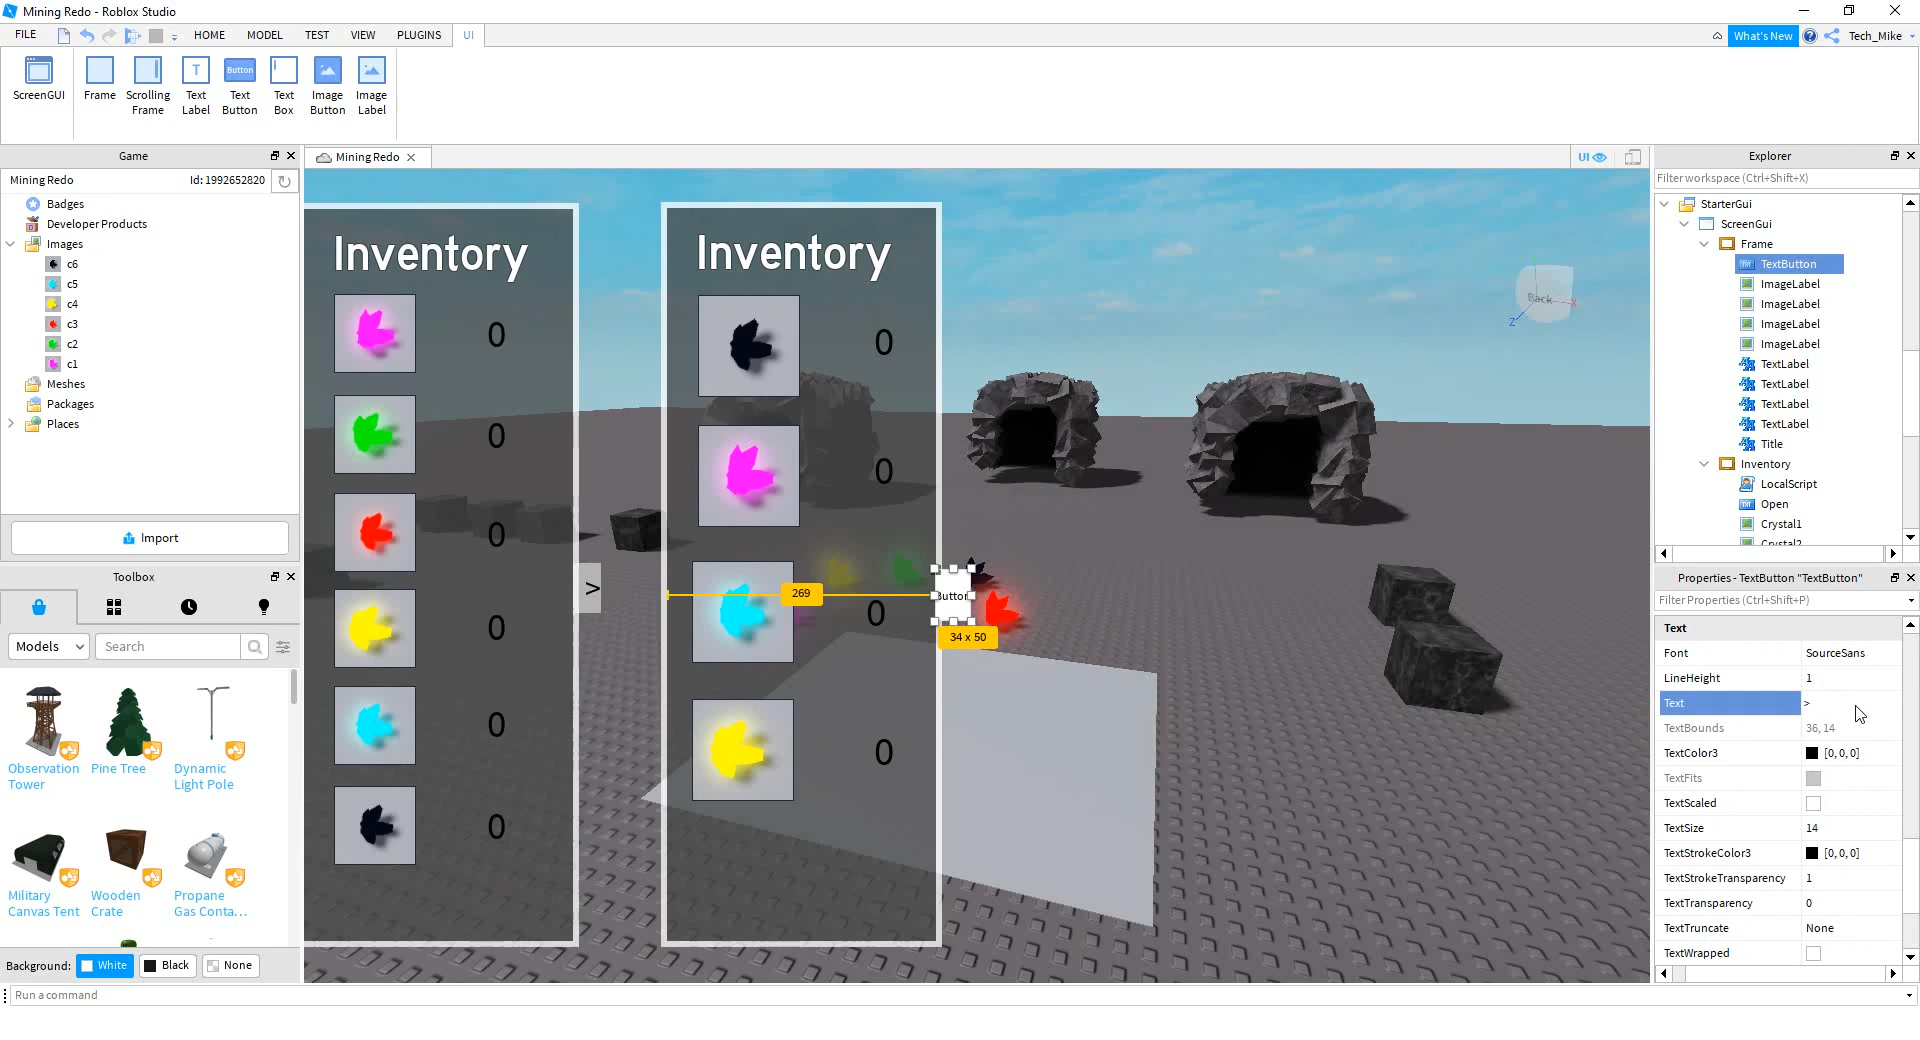 Mining Redo - Roblox Studio
FILE HOME MODEL TEST VIEW PLUGINS UI What's New Tech_Mike
ScreenGUI
Frame
Scrolling Frame
T
Text Label
Button
Text Button
Text Box
Image Button
Image Label
Game
Mining Redo Id: 1992652820
Badges
Developer Products
Images
c6
c5
c4
c3
c2
c1
Meshes
Packages
Places
Import
Toolbox
Models Search
Observation Tower
Pine Tree
Dynamic Light Pole
Military Canvas Tent
Wooden Crate
Propane Gas Conta...
Background: White Black None
Run a command
Mining Redo
UI
Inventory
0
0
0
0
0
0
>
Inventory
0
0
0
0
269
Button
34 x 50
Back
X
Z
Explorer
Filter workspace (Ctrl+Shift+X)
StarterGui
ScreenGui
Frame
TextButton
ImageLabel
ImageLabel
ImageLabel
ImageLabel
TextLabel
TextLabel
TextLabel
TextLabel
Title
Inventory
LocalScript
Open
Crystal1
Crystal2
Properties - TextButton "TextButton"
Filter Properties (Ctrl+Shift+P)
Text
Font SourceSans
LineHeight 1
Text >
TextBounds 36, 14
TextColor3 [0, 0, 0]
TextFits
TextScaled
TextSize 14
TextStrokeColor3 [0, 0, 0]
TextStrokeTransparency 1
TextTransparency 0
TextTruncate None
TextWrapped